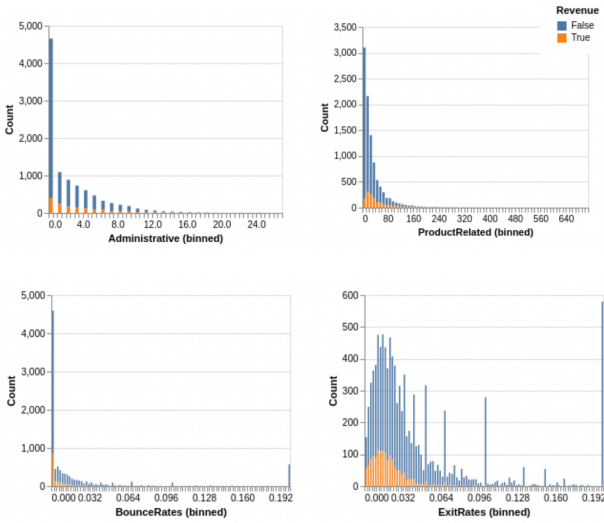 Revenue
False
True
5,000
4,000
3,000
2,000
1,000
0
Count
0.0 4.0 8.0 12.0 16.0 20.0 24.0
Administrative (binned)
3,500
3,000
2,500
2,000
1,500
1,000
500
0
Count
0 80 160 240 320 400 480 560 640
ProductRelated (binned)
5,000
4,000
3,000
2,000
1,000
0
Count
0.000 0.032 0.064 0.096 0.128 0.160 0.192
BounceRates (binned)
600
500
400
300
200
100
0
Count
0.000 0.032 0.064 0.096 0.128 0.160 0.192
ExitRates (binned)